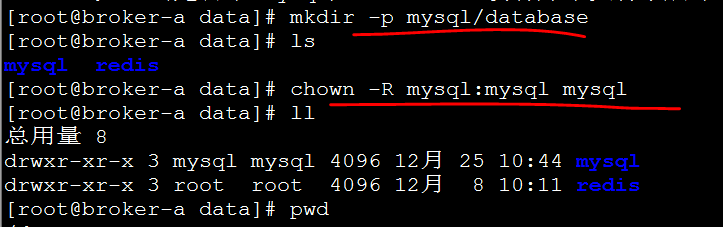 [root@broker-a data]# mkdir -p mysql/database
[root@broker-a data]# ls
mysql  redis
[root@broker-a data]# chown -R mysql:mysql mysql
[root@broker-a data]# ll
总用量 8
drwxr-xr-x 3 mysql mysql 4096 12月 25 10:44 mysql
drwxr-xr-x 3 root  root  4096 12月  8 10:11 redis
[root@broker-a data]# pwd